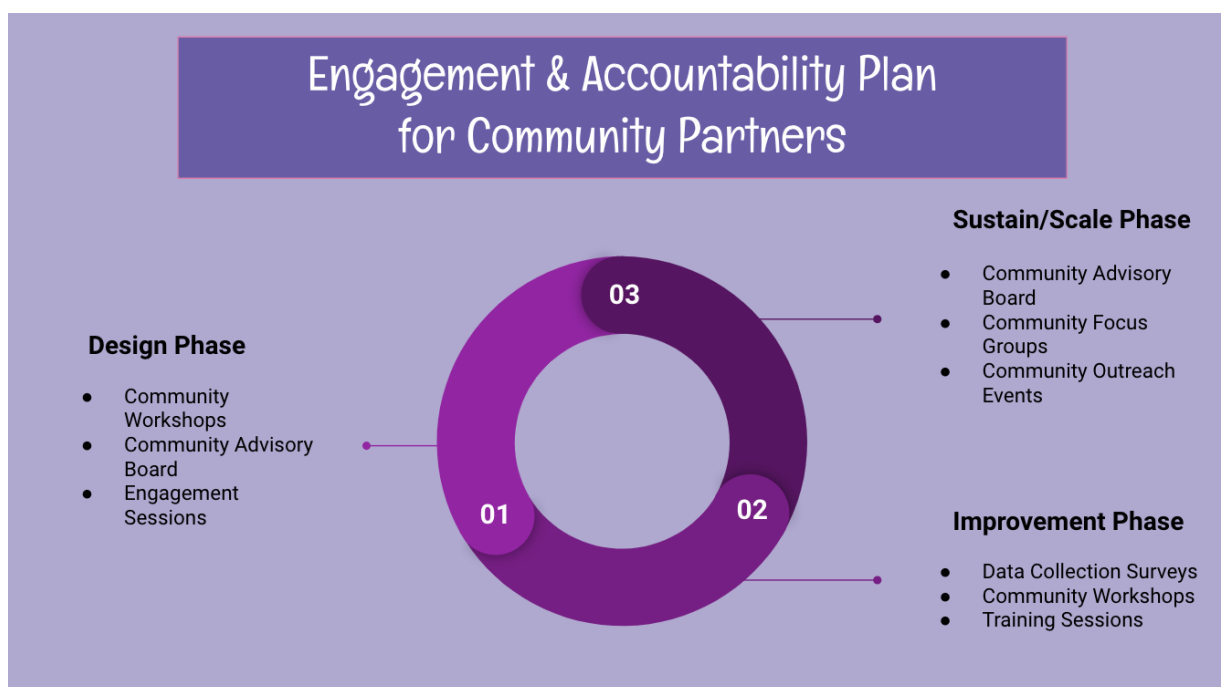 Engagement & Accountability Plan
for Community Partners
Design Phase
● Community
Workshops
● Community Advisory
Board
● Engagement
Sessions
01
02
03
Sustain/Scale Phase
● Community Advisory
Board
● Community Focus
Groups
● Community Outreach
Events
Improvement Phase
● Data Collection Surveys
● Community Workshops
● Training Sessions